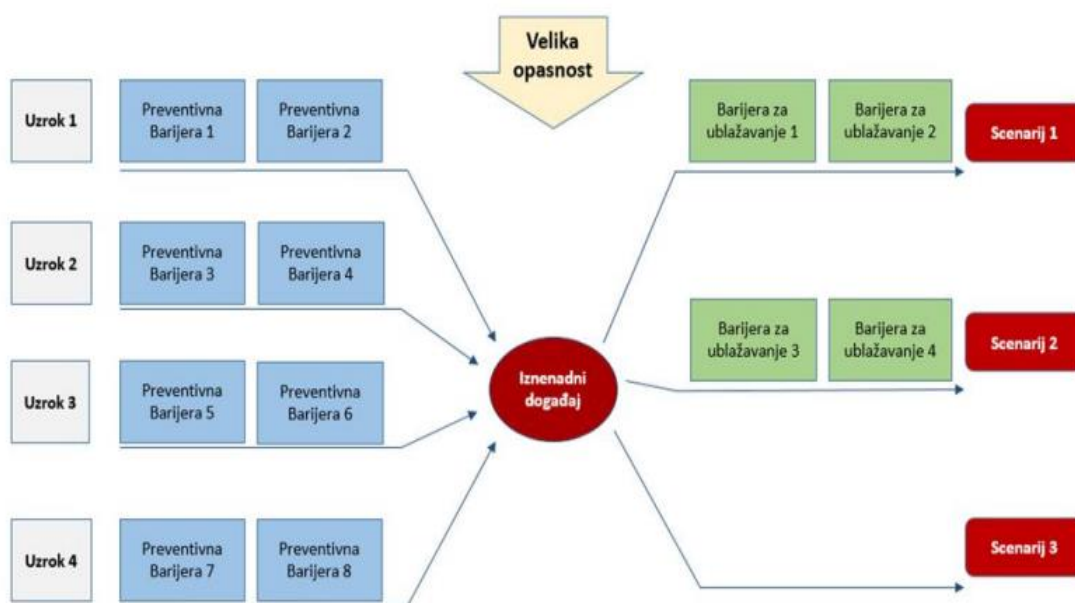 Velika
opasnost
Uzrok 1
Preventivna
Barijera 1
Preventivna
Barijera 2
Barijera za
ublažavanje 1
Barijera za
ublažavanje 2
Scenarij 1
Uzrok 2
Preventivna
Barijera 3
Preventivna
Barijera 4
Barijera za
ublažavanje 3
Barijera za
ublažavanje 4
Scenarij 2
Iznenadni
događaj
Uzrok 3
Preventivna
Barijera 5
Preventivna
Barijera 6
Uzrok 4
Preventivna
Barijera 7
Preventivna
Barijera 8
Scenarij 3